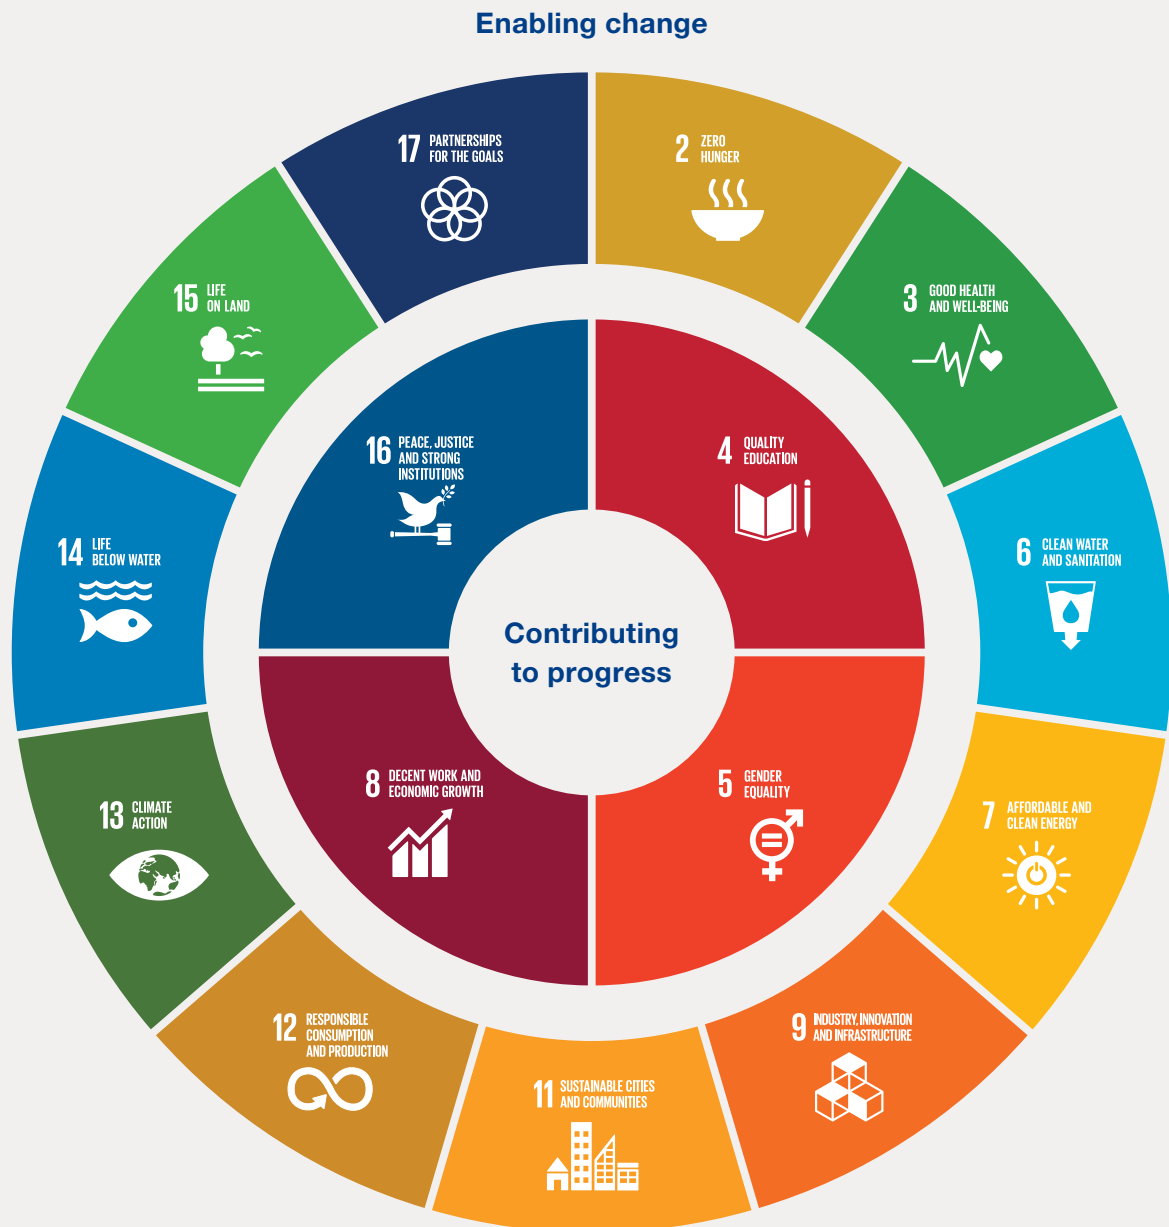 Enabling change
17 PARTNERSHIPS
FOR THE GOALS
2 ZERO
HUNGER
15 LIFE
ON LAND
3 GOOD HEALTH
AND WELL-BEING
16 PEACE, JUSTICE
AND STRONG
INSTITUTIONS
4 QUALITY
EDUCATION
14 LIFE
BELOW WATER
6 CLEAN WATER
AND SANITATION
Contributing
to progress
8 DECENT WORK AND
ECONOMIC GROWTH
5 GENDER
EQUALITY
13 CLIMATE
ACTION
7 AFFORDABLE AND
CLEAN ENERGY
12 RESPONSIBLE
CONSUMPTION
AND PRODUCTION
9 INDUSTRY, INNOVATION
AND INFRASTRUCTURE
11 SUSTAINABLE CITIES
AND COMMUNITIES